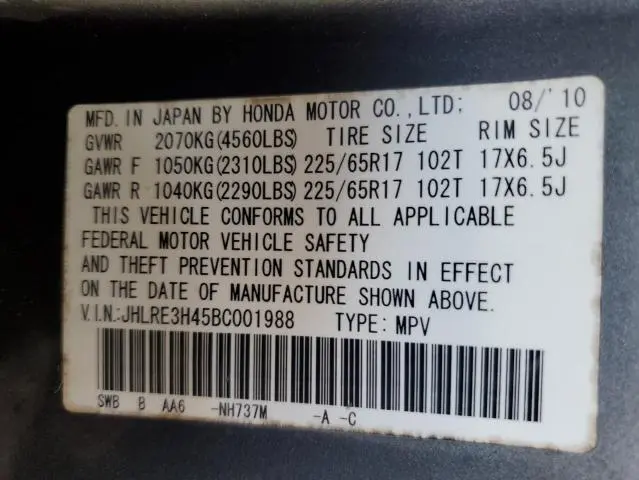 MFD. IN JAPAN BY HONDA MOTOR CO., LTD: 08/'10
GVWR 2070KG(4560LBS) TIRE SIZE RIM SIZE
GAWR F 1050KG(2310LBS) 225/65R17 102T 17X6.5J
GAWR R 1040KG(2290LBS) 225/65R17 102T 17X6.5J
THIS VEHICLE CONFORMS TO ALL APPLICABLE
FEDERAL MOTOR VEHICLE SAFETY
AND THEFT PREVENTION STANDARDS IN EFFECT
ON THE DATE OF MANUFACTURE SHOWN ABOVE.
V.I.N.:JHLRE3H45BC001988 TYPE: MPV
SWB B AA6 -NH737M -A -C